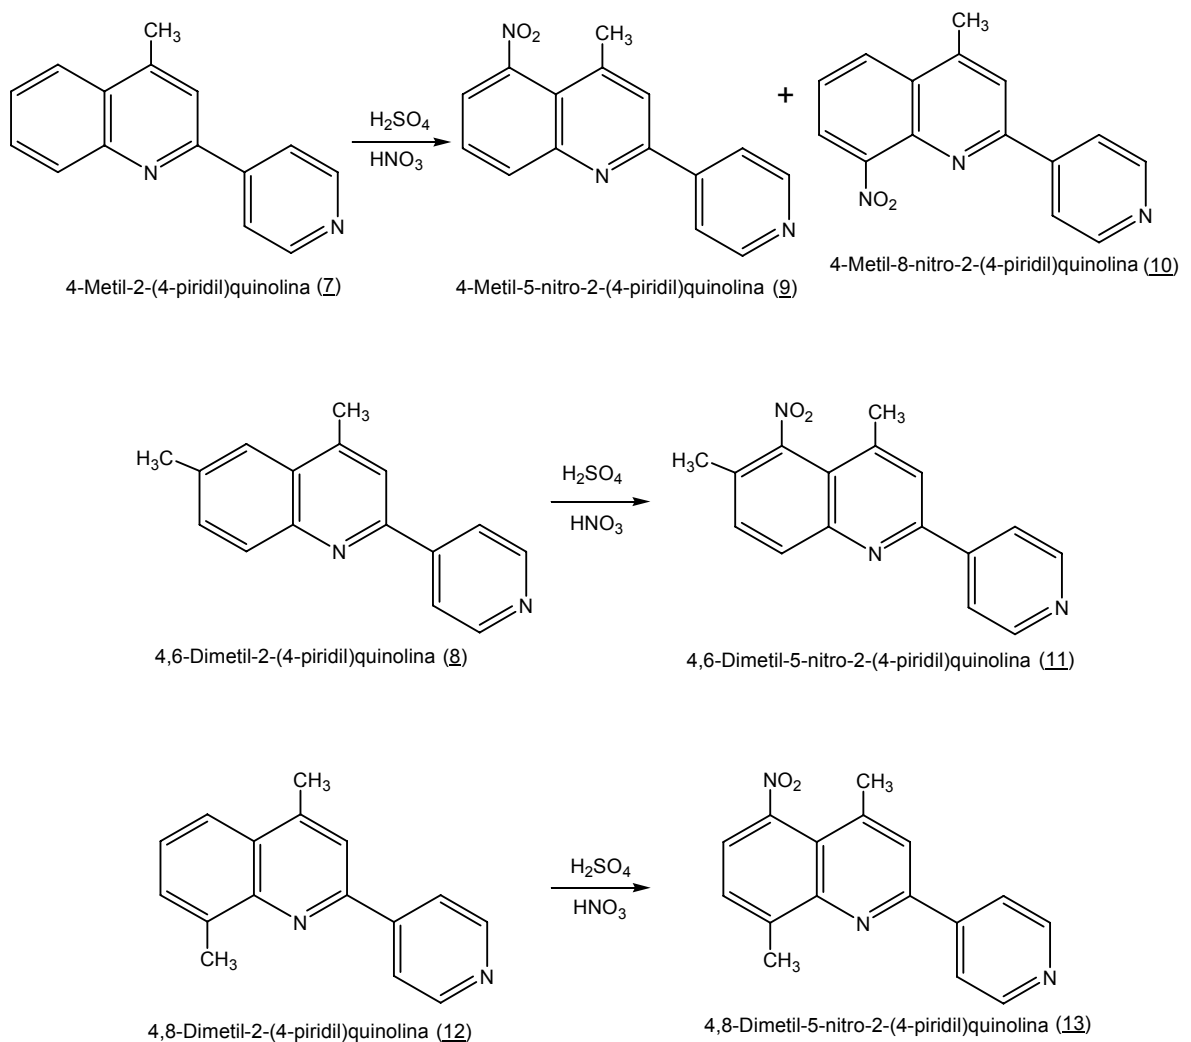 CH₃
N
N
H₂SO₄
HNO₃
NO₂
CH₃
N
N
+
CH₃
N
NO₂
N
4-Metil-2-(4-piridil)quinolina (7)
4-Metil-5-nitro-2-(4-piridil)quinolina (9)
4-Metil-8-nitro-2-(4-piridil)quinolina (10)
CH₃
H₃C
N
N
H₂SO₄
HNO₃
NO₂
CH₃
H₃C
N
N
4,6-Dimetil-2-(4-piridil)quinolina (8)
4,6-Dimetil-5-nitro-2-(4-piridil)quinolina (11)
CH₃
N
CH₃
N
H₂SO₄
HNO₃
NO₂
CH₃
N
CH₃
N
4,8-Dimetil-2-(4-piridil)quinolina (12)
4,8-Dimetil-5-nitro-2-(4-piridil)quinolina (13)